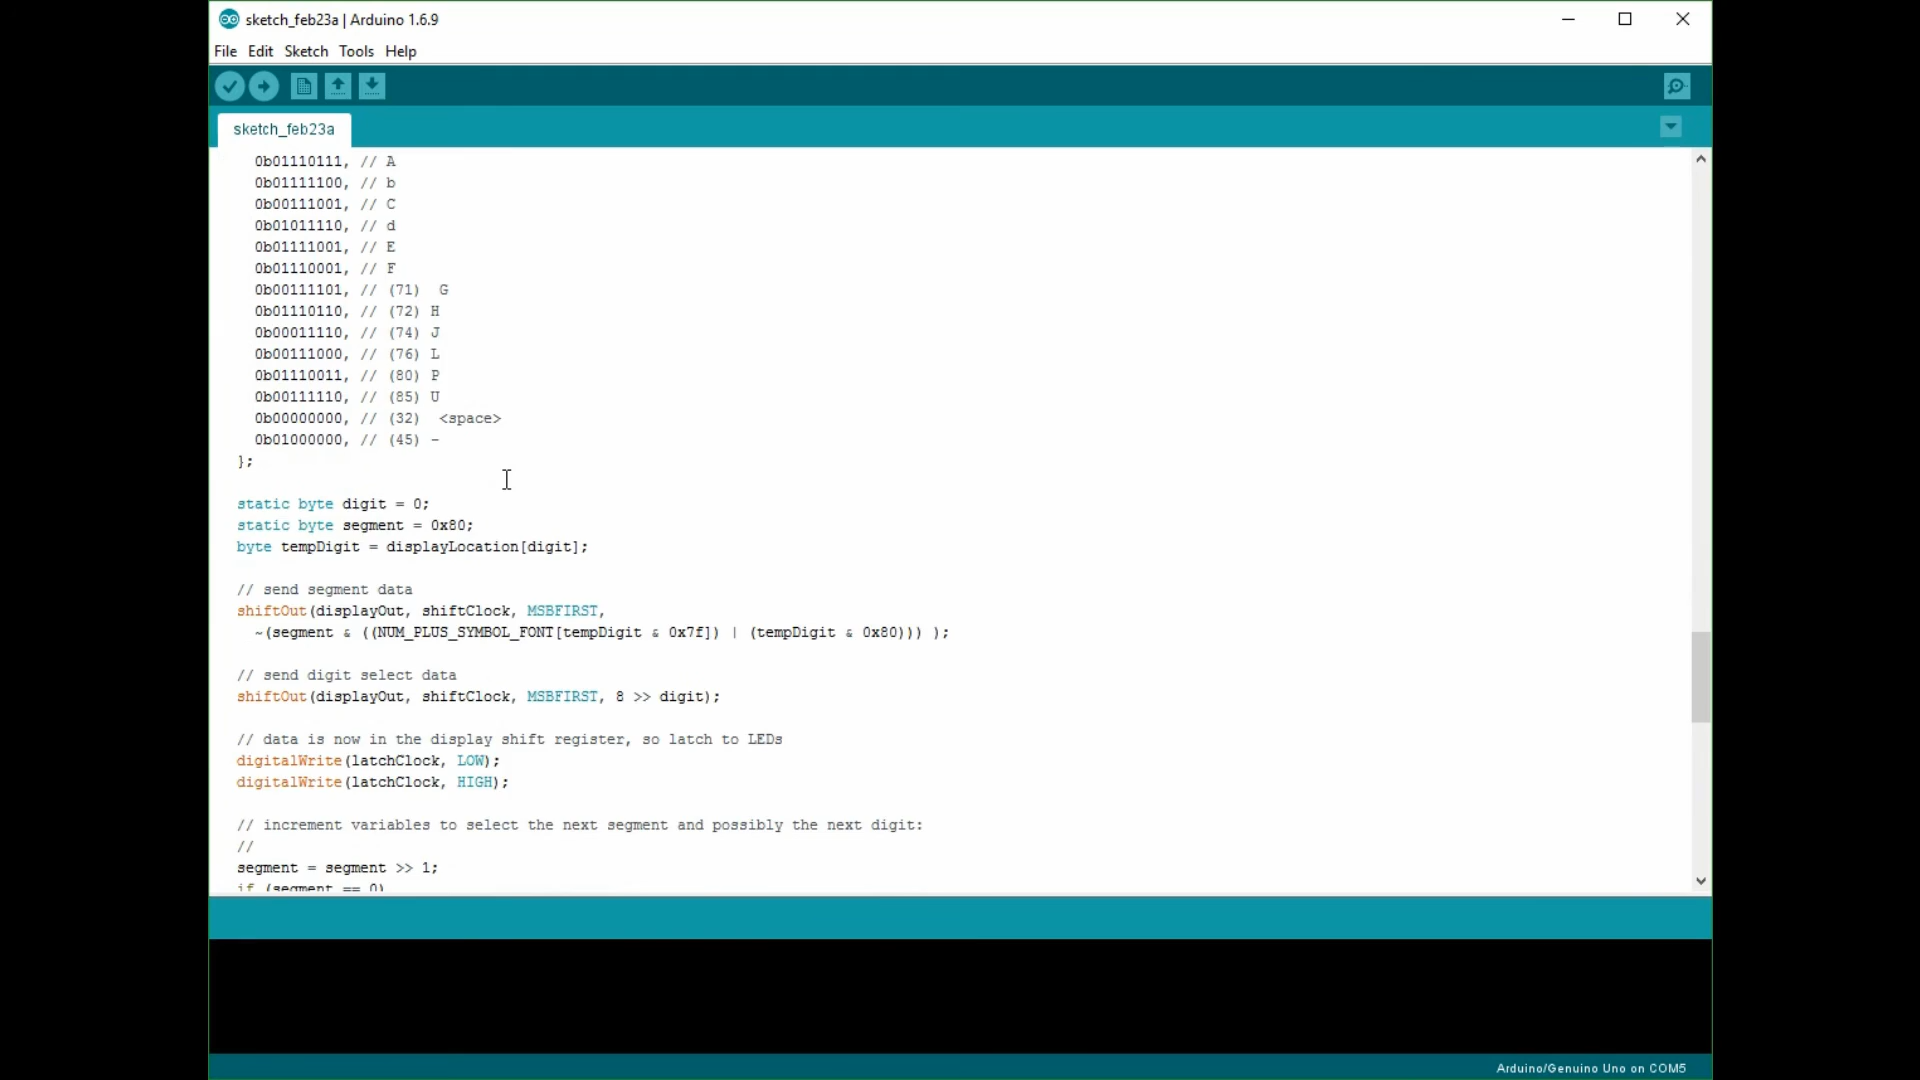 sketch_feb23a | Arduino 1.6.9
File Edit Sketch Tools Help
sketch_feb23a
0b01110111, // A
0b01111100, // b
0b00111001, // C
0b01011110, // d
0b01111001, // E
0b01110001, // F
0b00111101, // (71)  G
0b01110110, // (72) H
0b00011110, // (74) J
0b00111000, // (76) L
0b01110011, // (80) P
0b00111110, // (85) U
0b00000000, // (32)  <space>
0b01000000, // (45) -
};
static byte digit = 0;
static byte segment = 0x80;
byte tempDigit = displayLocation[digit];
// send segment data
shiftOut(displayOut, shiftClock, MSBFIRST,
~(segment & ((NUM_PLUS_SYMBOL_FONT[tempDigit & 0x7f]) | (tempDigit & 0x80))) );
// send digit select data
shiftOut(displayOut, shiftClock, MSBFIRST, 8 >> digit);
// data is now in the display shift register, so latch to LEDs
digitalWrite(latchClock, LOW);
digitalWrite(latchClock, HIGH);
// increment variables to select the next segment and possibly the next digit:
//
segment = segment >> 1;
if (segment == 0)
Arduino/Genuino Uno on COM5